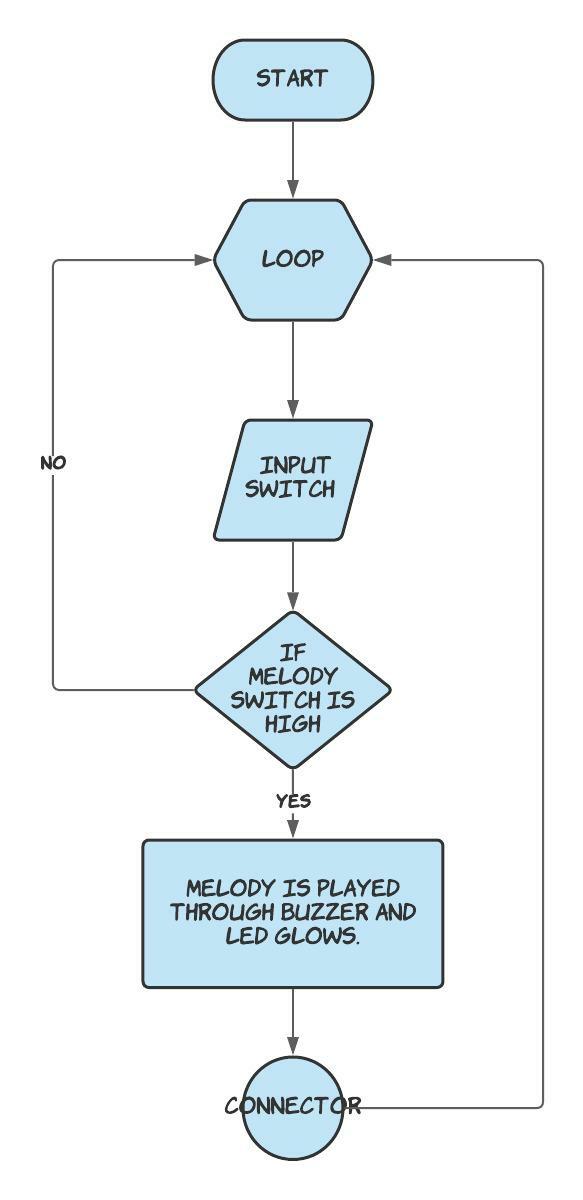 START
LOOP
INPUT
SWITCH
NO
IF
MELODY
SWITCH IS
HIGH
YES
MELODY IS PLAYED
THROUGH BUZZER AND
LED GLOWS.
CONNECTOR